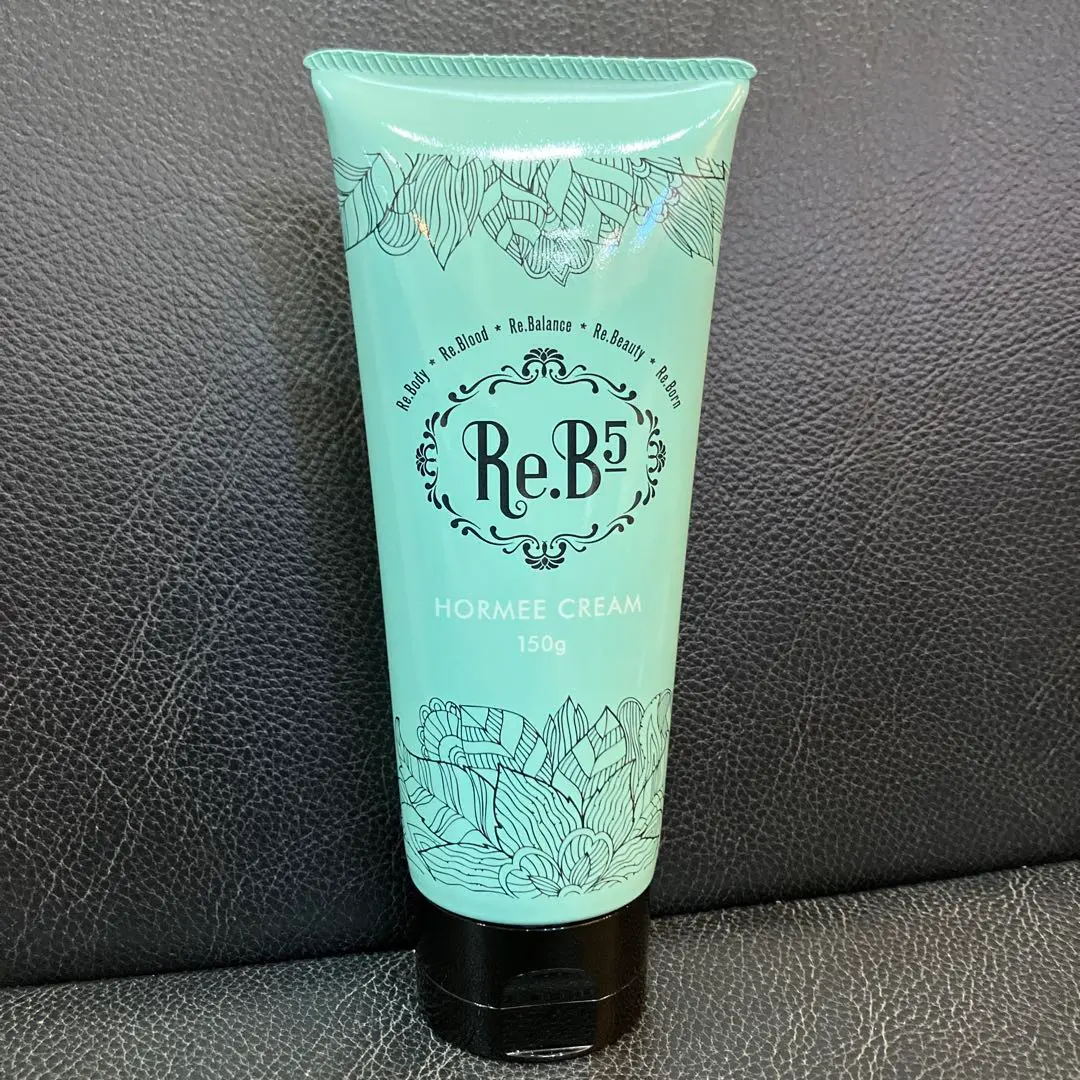 Re.Body * Re.Blood * Re.Balance * Re.Beauty * Re.Born
Re.B5
HORMEE CREAM
150g